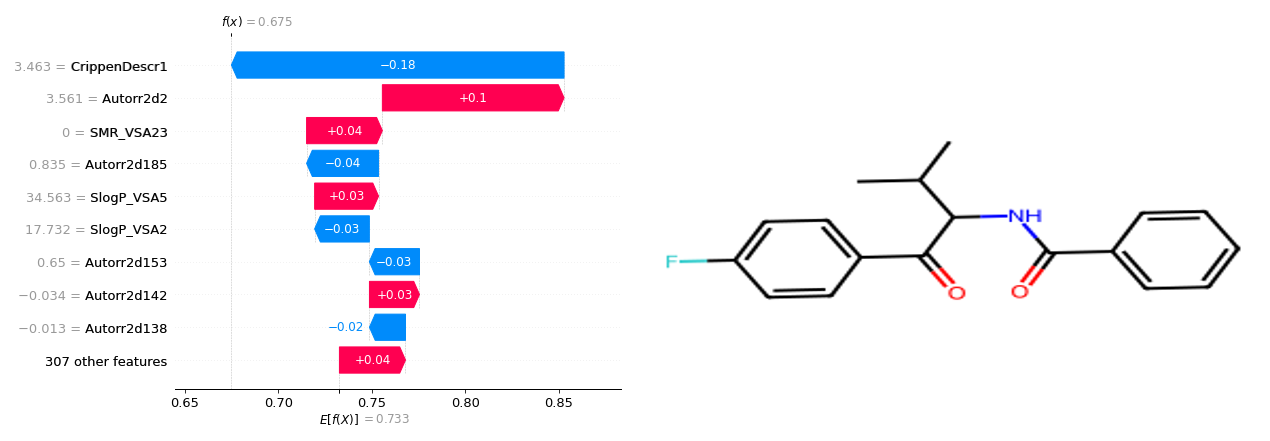 f(x) = 0.675
3.463 = CrippenDescr1 −0.18
3.561 = Autorr2d2 +0.1
0 = SMR_VSA23 +0.04
0.835 = Autorr2d185 −0.04
34.563 = SlogP_VSA5 +0.03
17.732 = SlogP_VSA2 −0.03
0.65 = Autorr2d153 −0.03
−0.034 = Autorr2d142 +0.03
−0.013 = Autorr2d138 −0.02
307 other features +0.04
0.65 0.70 0.75 0.80 0.85
E[f(X)] = 0.733
NH
F
O O